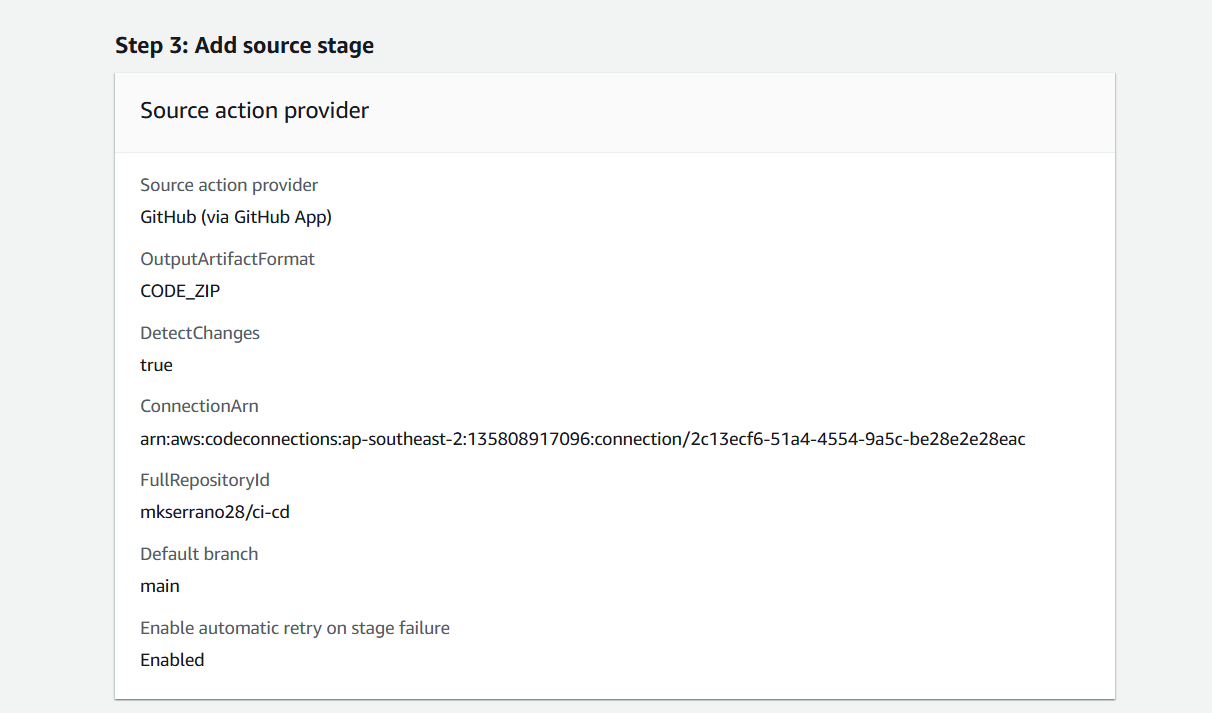 Step 3: Add source stage
Source action provider
Source action provider
GitHub (via GitHub App)
OutputArtifactFormat
CODE_ZIP
DetectChanges
true
ConnectionArn
arn:aws:codeconnections:ap-southeast-2:135808917096:connection/2c13ecf6-51a4-4554-9a5c-be28e2e28eac
FullRepositoryId
mkserrano28/ci-cd
Default branch
main
Enable automatic retry on stage failure
Enabled